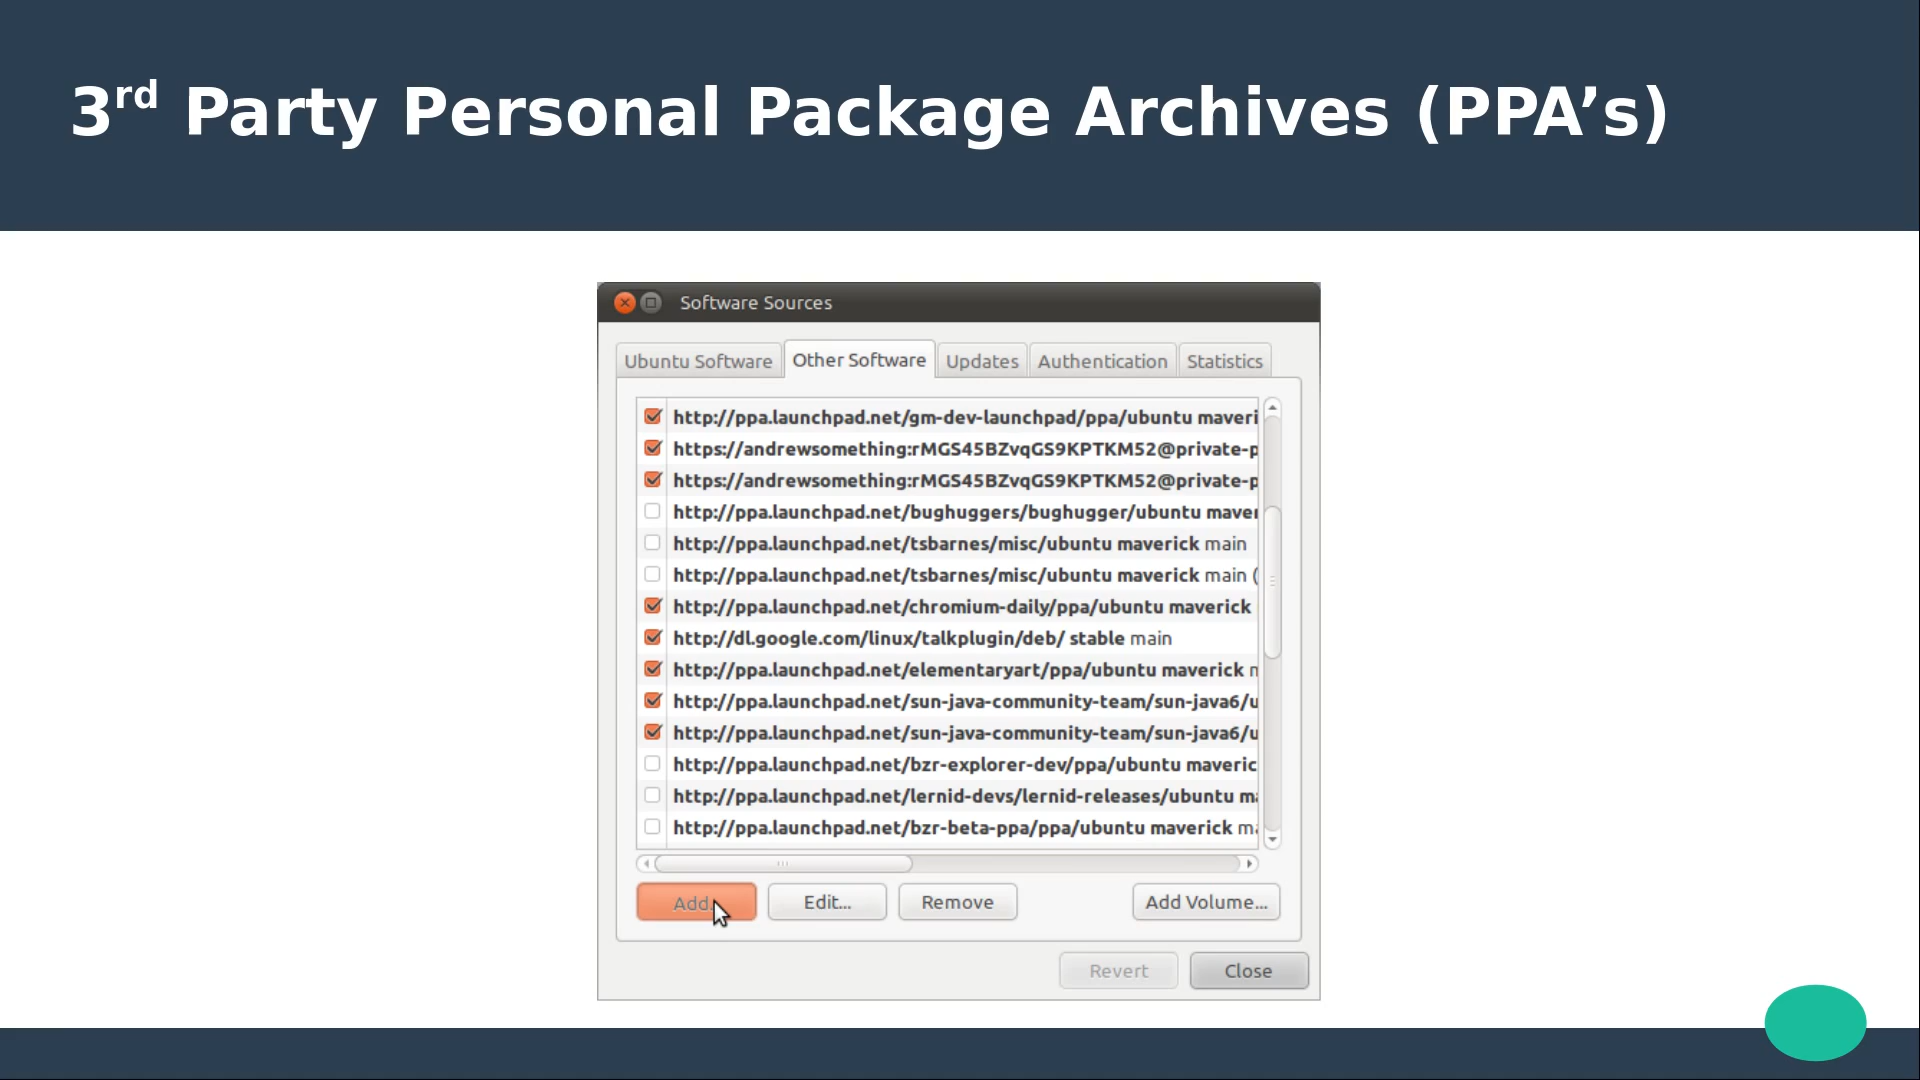 3rd Party Personal Package Archives (PPA’s)
Software Sources
Ubuntu Software Other Software Updates Authentication Statistics
http://ppa.launchpad.net/gm-dev-launchpad/ppa/ubuntu maveri
https://andrewsomething:rMGS45BZvqGS9KPTKM52@private-p
https://andrewsomething:rMGS45BZvqGS9KPTKM52@private-p
http://ppa.launchpad.net/bughuggers/bughugger/ubuntu maver
http://ppa.launchpad.net/tsbarnes/misc/ubuntu maverick main
http://ppa.launchpad.net/tsbarnes/misc/ubuntu maverick main (
http://ppa.launchpad.net/chromium-daily/ppa/ubuntu maverick
http://dl.google.com/linux/talkplugin/deb/ stable main
http://ppa.launchpad.net/elementaryart/ppa/ubuntu maverick m
http://ppa.launchpad.net/sun-java-community-team/sun-java6/u
http://ppa.launchpad.net/sun-java-community-team/sun-java6/u
http://ppa.launchpad.net/bzr-explorer-dev/ppa/ubuntu maveric
http://ppa.launchpad.net/lernid-devs/lernid-releases/ubuntu ma
http://ppa.launchpad.net/bzr-beta-ppa/ppa/ubuntu maverick ma
Add... Edit... Remove Add Volume...
Revert Close